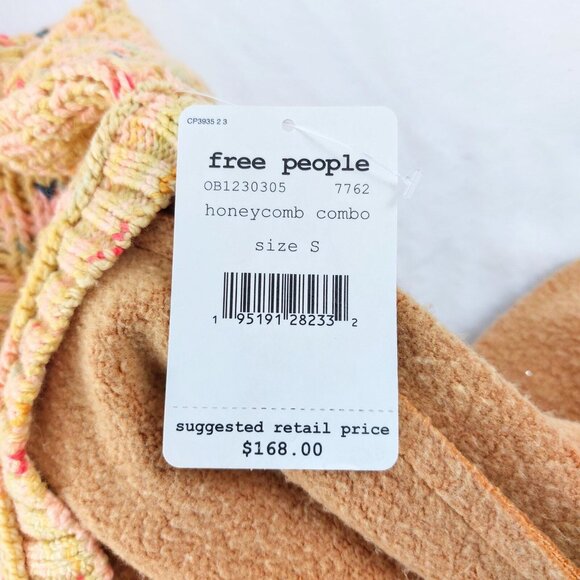 CP3935 2 3
free people
OB1230305 7762
honeycomb combo
size S
1 95191 28233 2
suggested retail price
$168.00